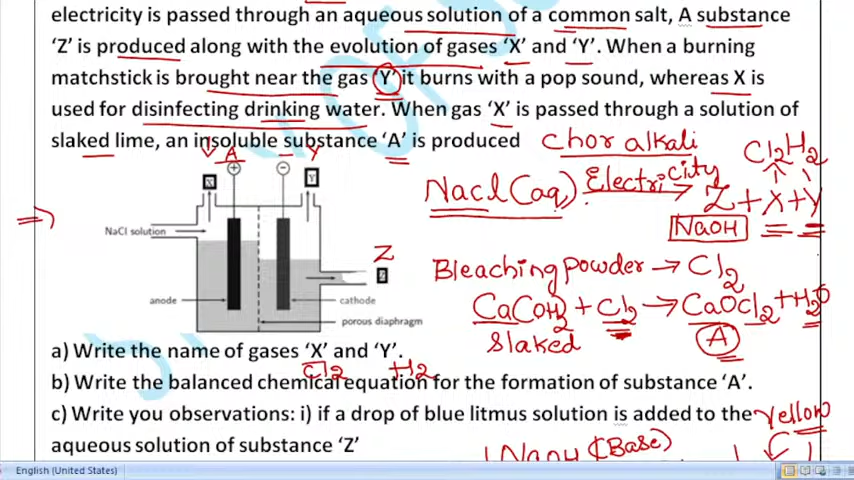 electricity is passed through an aqueous solution of a common salt, A substance
'Z' is produced along with the evolution of gases 'X' and 'Y'. When a burning
matchstick is brought near the gas 'Y' it burns with a pop sound, whereas X is
used for disinfecting drinking water. When gas 'X' is passed through a solution of
slaked lime, an insoluble substance 'A' is produced
chor alkali
Cl2 H2
A
Y
+
−
X
Y
Nacl(aq) Electricity → Z + X + Y
NaOH
⇒
NaCl solution
Z
Bleaching powder → Cl2
anode
cathode
Ca(OH)2 + Cl2 → CaOCl2 + H2O
porous diaphragm
Slaked
A
a) Write the name of gases 'X' and 'Y'.
Cl2 H2
b) Write the balanced chemical equation for the formation of substance 'A'.
c) Write you observations: i) if a drop of blue litmus solution is added to the
yellow
aqueous solution of substance 'Z'
NaOH (Base)
English (United States)